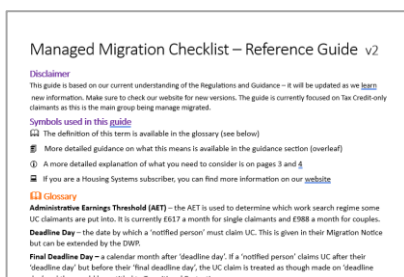 Managed Migration Checklist – Reference Guide v2
Disclaimer
This guide is based on our current understanding of the Regulations and Guidance – it will be updated as we learn
new information. Make sure to check our website for new versions. The guide is currently focused on Tax Credit-only
claimants as this is the main group being manage migrated.
Symbols used in this guide
The definition of this term is available in the glossary (see below)
More detailed guidance on what this means is available in the guidance section (overleaf)
A more detailed explanation of what you need to consider is on pages 3 and 4
If you are a Housing Systems subscriber, you can find more information on our website
Glossary
Administrative Earnings Threshold (AET) – the AET is used to determine which work search regime some
UC claimants are put into. It is currently £617 a month for single claimants and £988 a month for couples.
Deadline Day – the date by which a 'notified person' must claim UC. This is given in their Migration Notice
but can be extended by the DWP.
Final Deadline Day – a calendar month after 'deadline day'. If a 'notified person' claims UC after their
'deadline day' but before their 'final deadline day', the UC claim is treated as though made on 'deadline